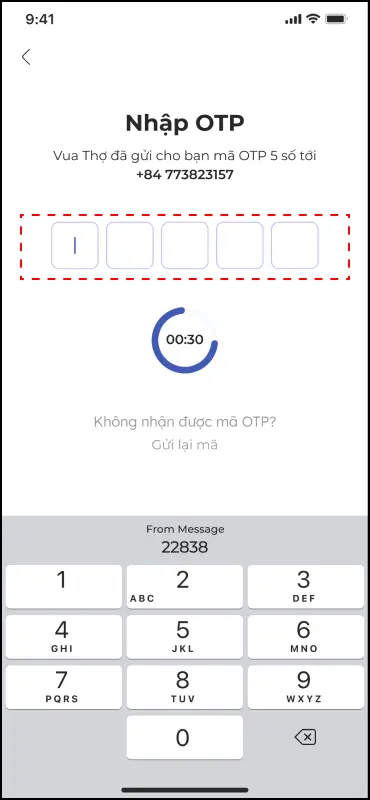 9:41
Nhập OTP
Vua Thợ đã gửi cho bạn mã OTP 5 số tới
+84 773823157
00:30
Không nhận được mã OTP?
Gửi lại mã
From Message
22838
1
2
ABC
3
DEF
4
GHI
5
JKL
6
MNO
7
PQRS
8
TUV
9
WXYZ
0